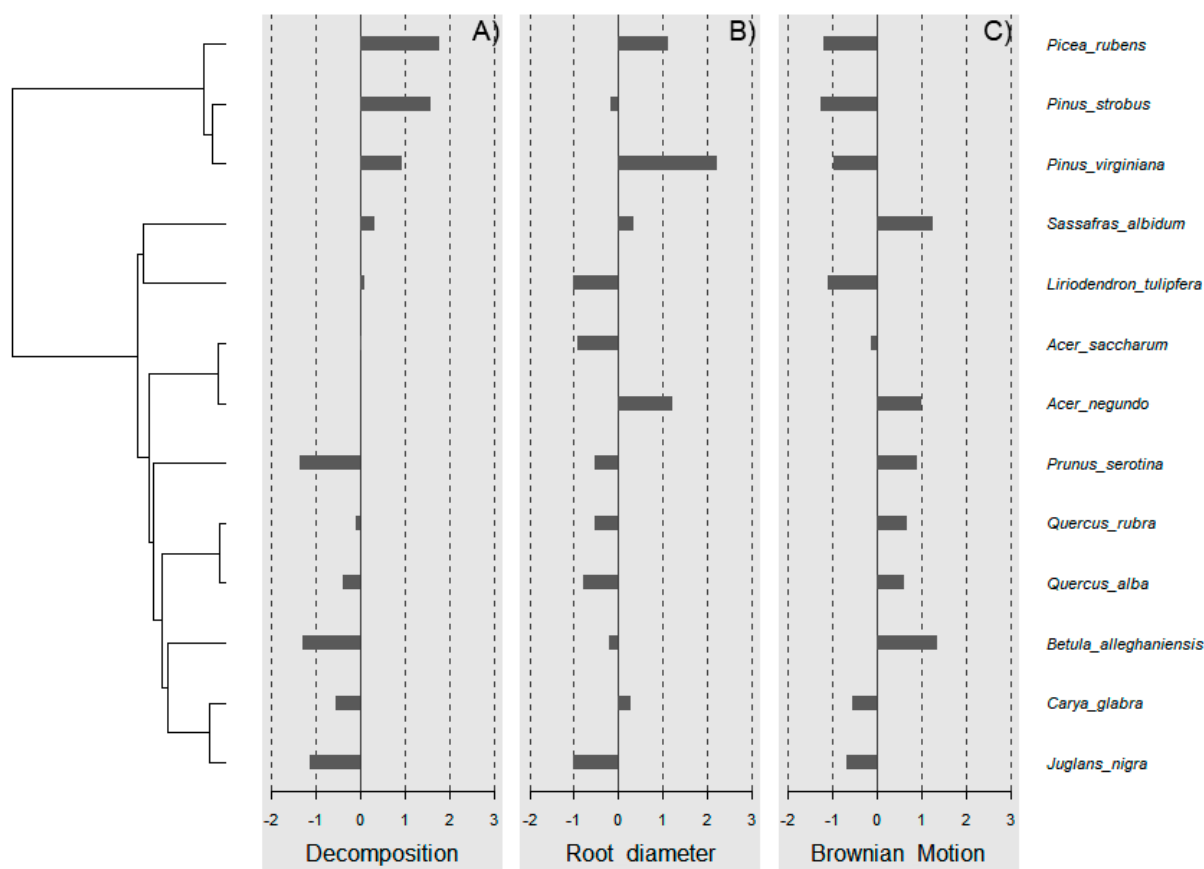 A) B) C)
Picea_rubens
Pinus_strobus
Pinus_virginiana
Sassafras_albidum
Liriodendron_tulipfera
Acer_saccharum
Acer_negundo
Prunus_serotina
Quercus_rubra
Quercus_alba
Betula_alleghaniensis
Carya_glabra
Juglans_nigra
-2 -1 0 1 2 3 -2 -1 0 1 2 3 -2 -1 0 1 2 3
Decomposition Root diameter Brownian Motion